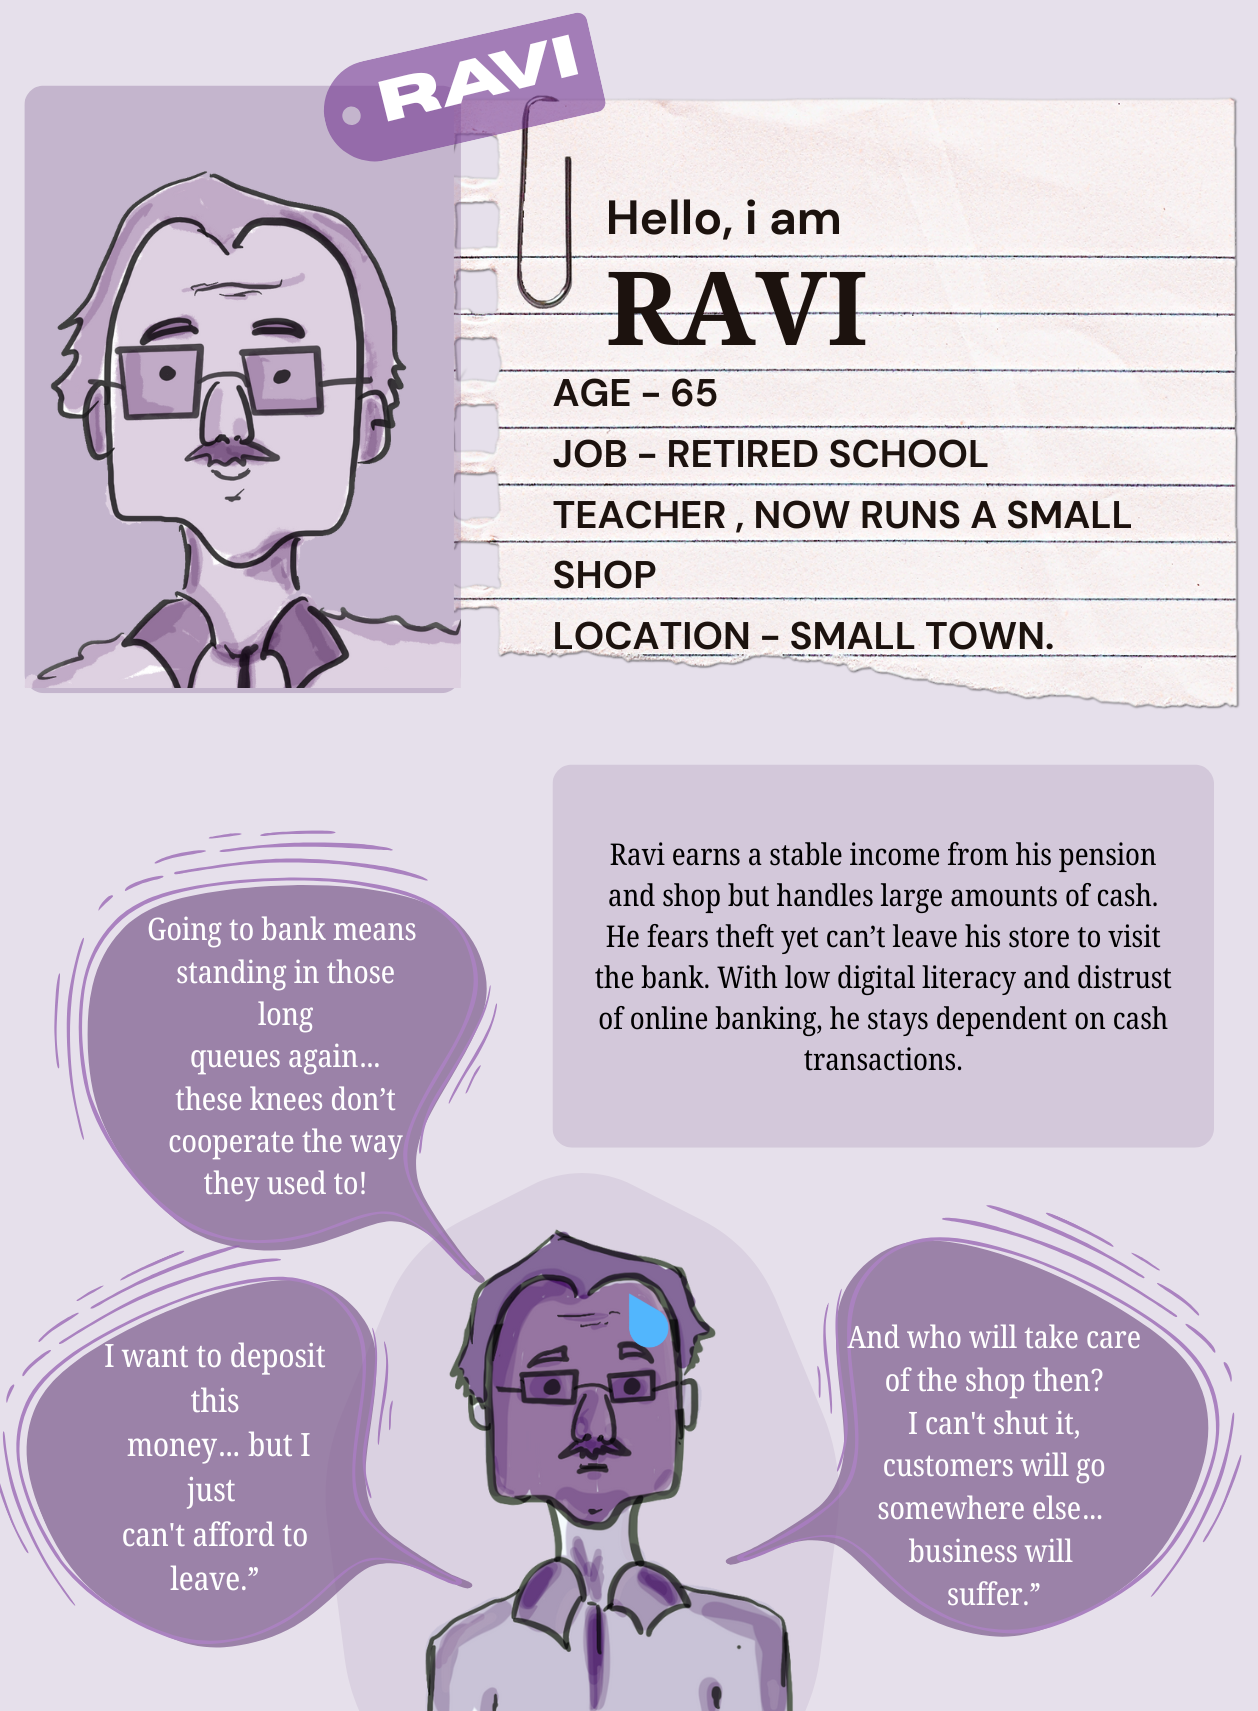 RAVI
Hello, i am
RAVI
AGE – 65
JOB – RETIRED SCHOOL
TEACHER , NOW RUNS A SMALL
SHOP
LOCATION – SMALL TOWN.
Ravi earns a stable income from his pension
and shop but handles large amounts of cash.
He fears theft yet can’t leave his store to visit
the bank. With low digital literacy and distrust
of online banking, he stays dependent on cash
transactions.
Going to bank means
standing in those
long
queues again...
these knees don’t
cooperate the way
they used to!
I want to deposit
this
money... but I
just
can't afford to
leave.”
And who will take care
of the shop then?
I can't shut it,
customers will go
somewhere else...
business will
suffer.”